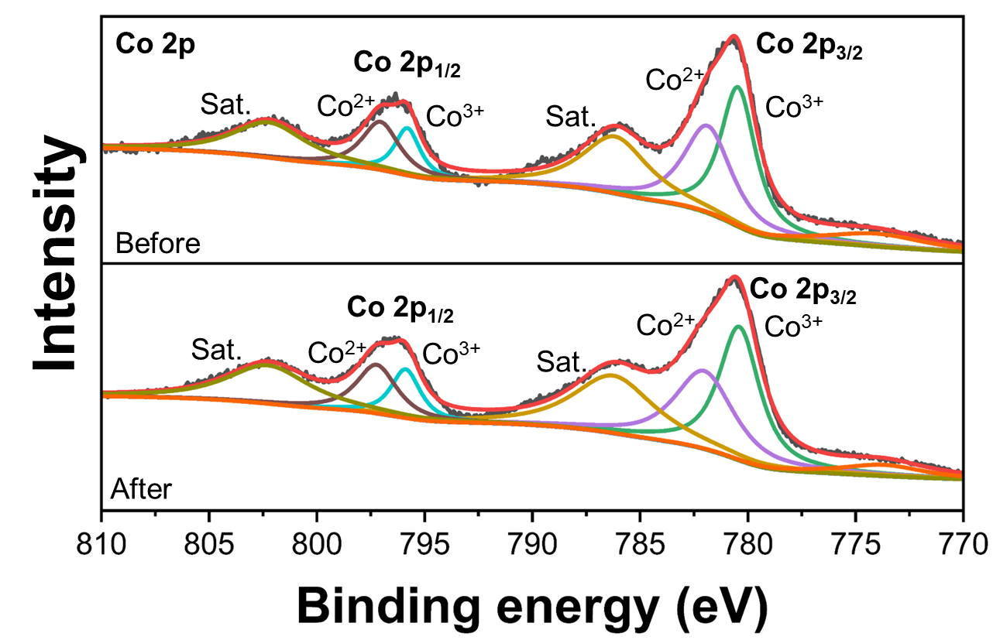 Co 2p
Co 2p₁/₂
Co 2p₃/₂
Sat.
Co²⁺
Co³⁺
Sat.
Co²⁺
Co³⁺
Before
Co 2p₁/₂
Co 2p₃/₂
Sat.
Co²⁺
Co³⁺
Sat.
Co²⁺
Co³⁺
After
Intensity
810 805 800 795 790 785 780 775 770
Binding energy (eV)